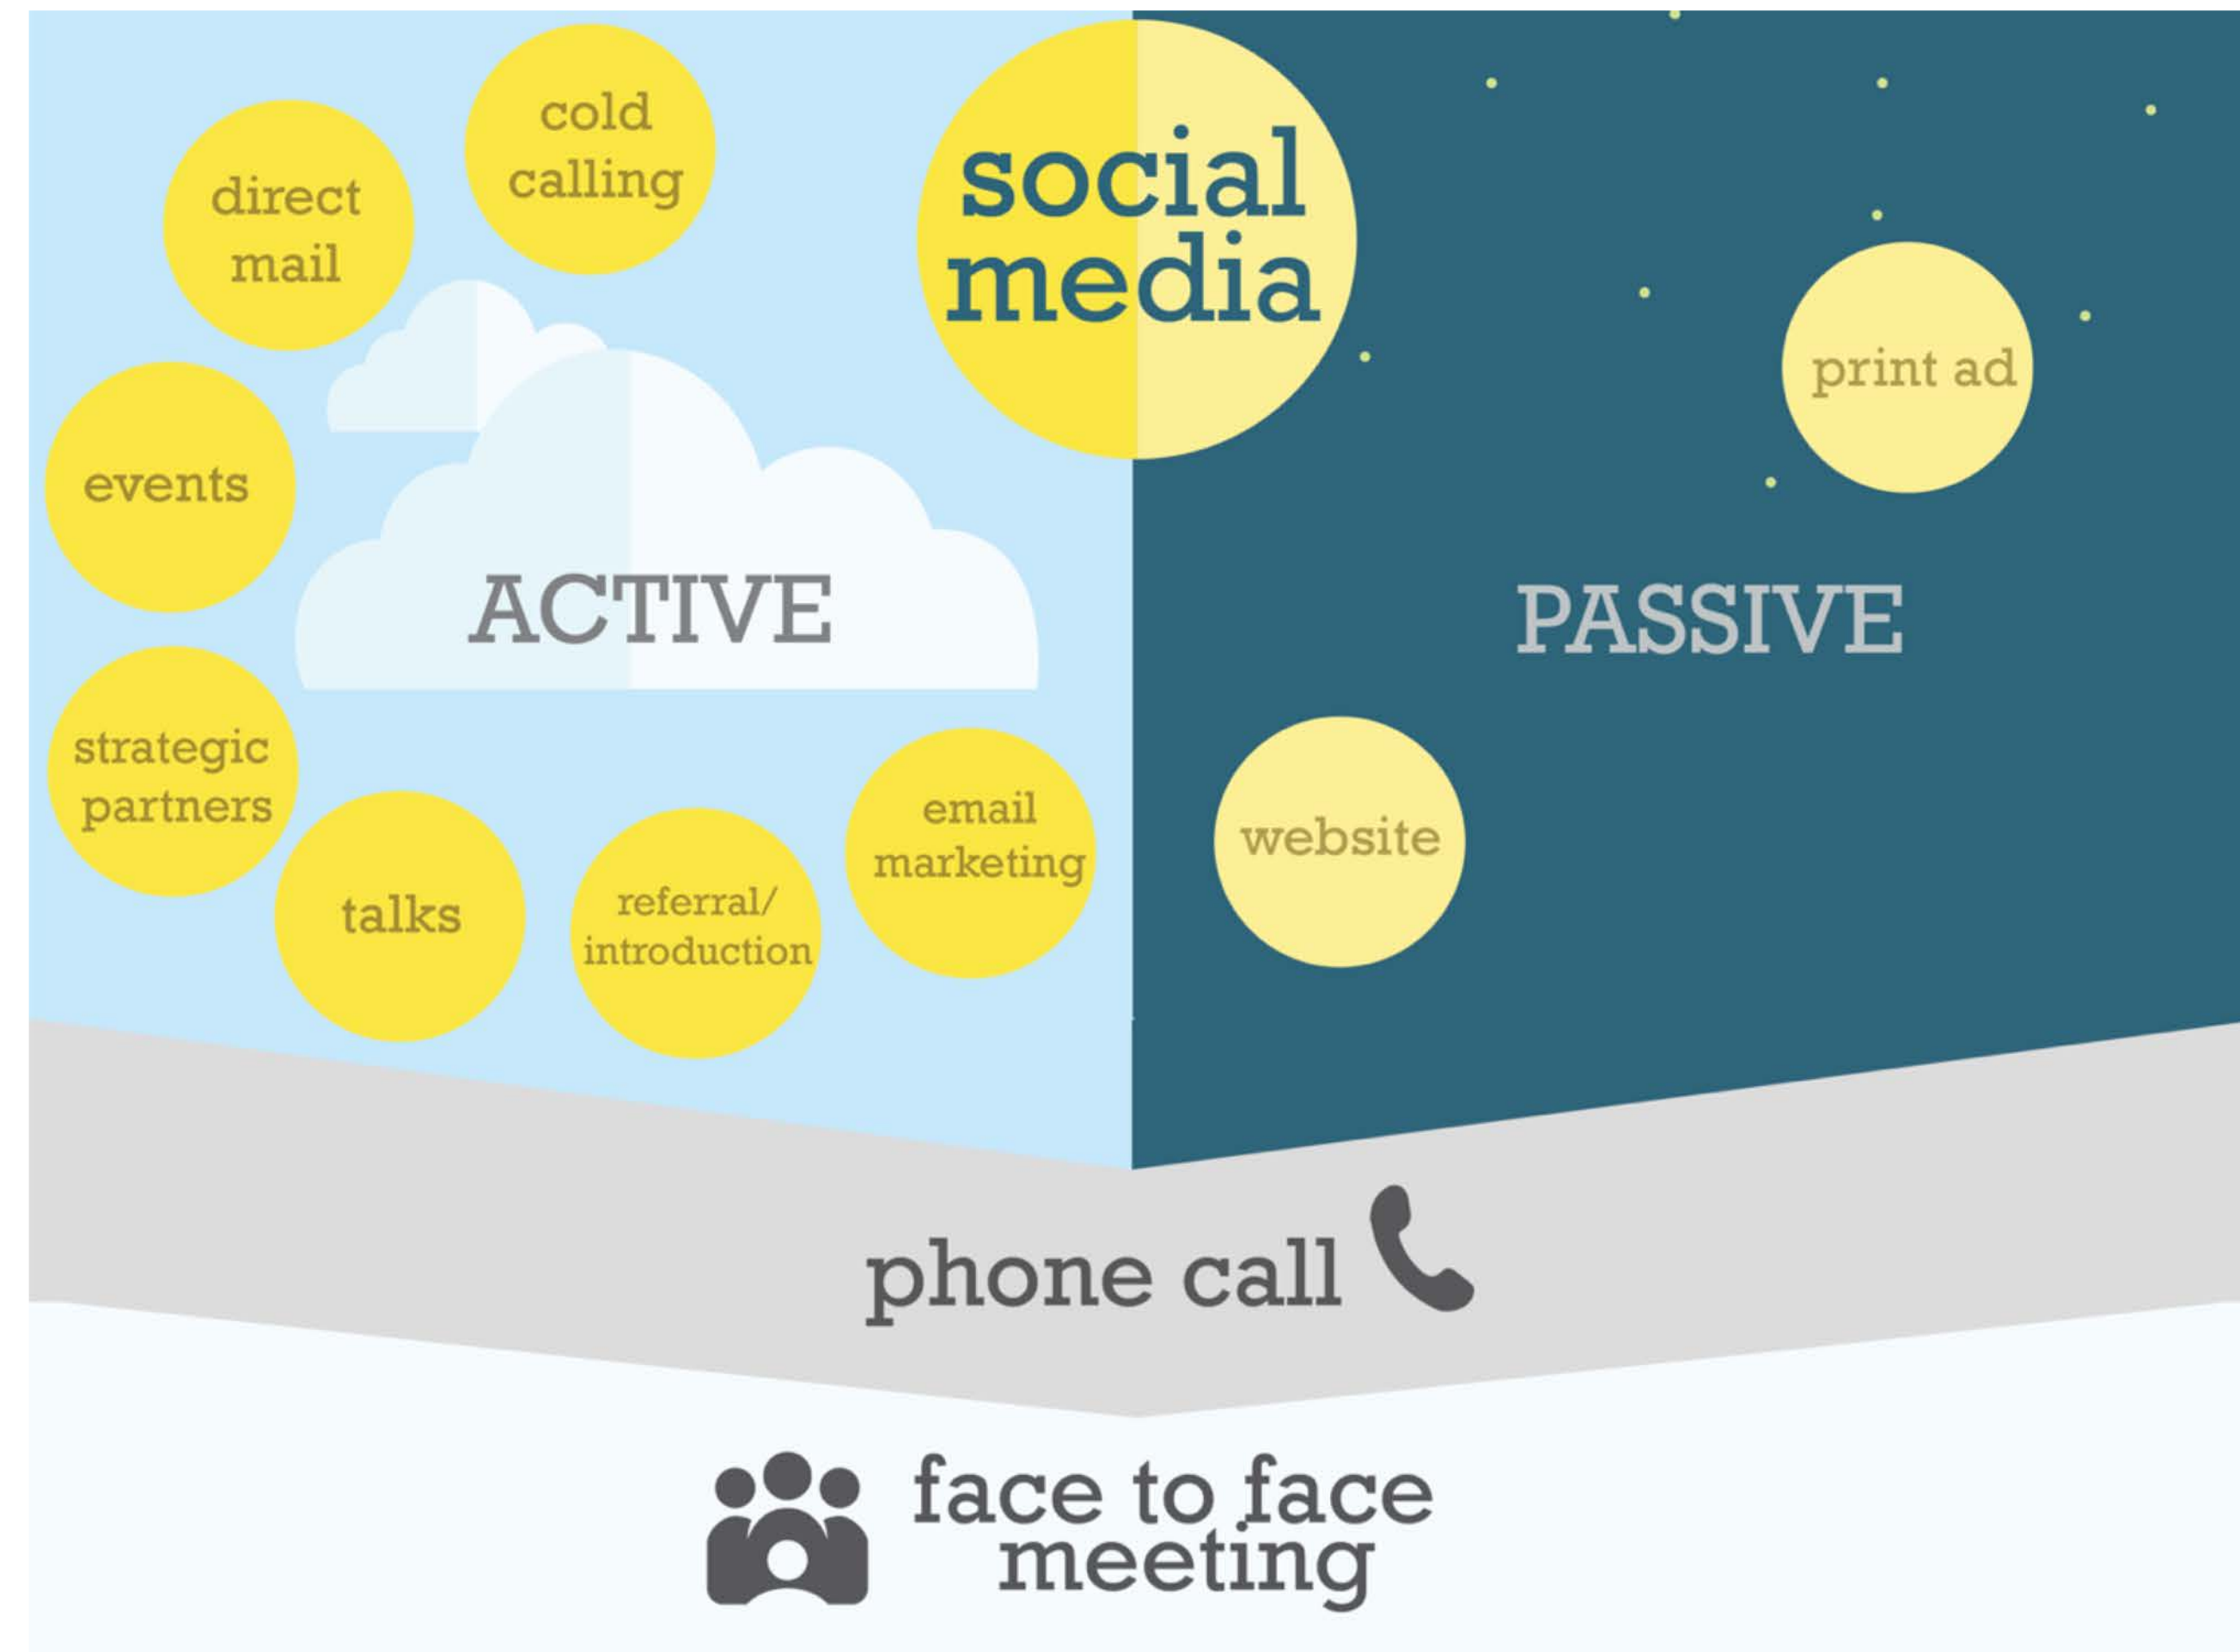 cold
calling
direct
mail
social
media
print ad
events
ACTIVE
PASSIVE
strategic
partners
email
marketing
website
talks
referral/
introduction
phone call
face to face
meeting